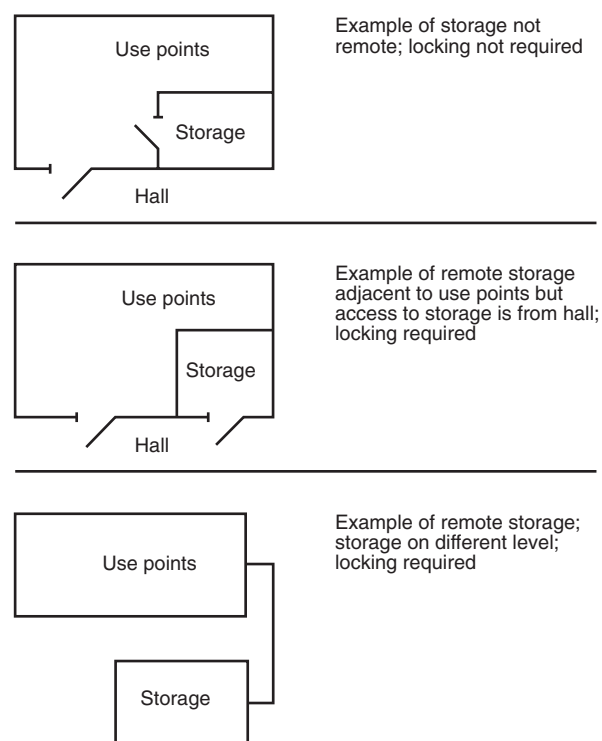 Use points
Storage
Hall
Example of storage not
remote; locking not required
Use points
Storage
Hall
Example of remote storage
adjacent to use points but
access to storage is from hall;
locking required
Use points
Storage
Example of remote storage;
storage on different level;
locking required